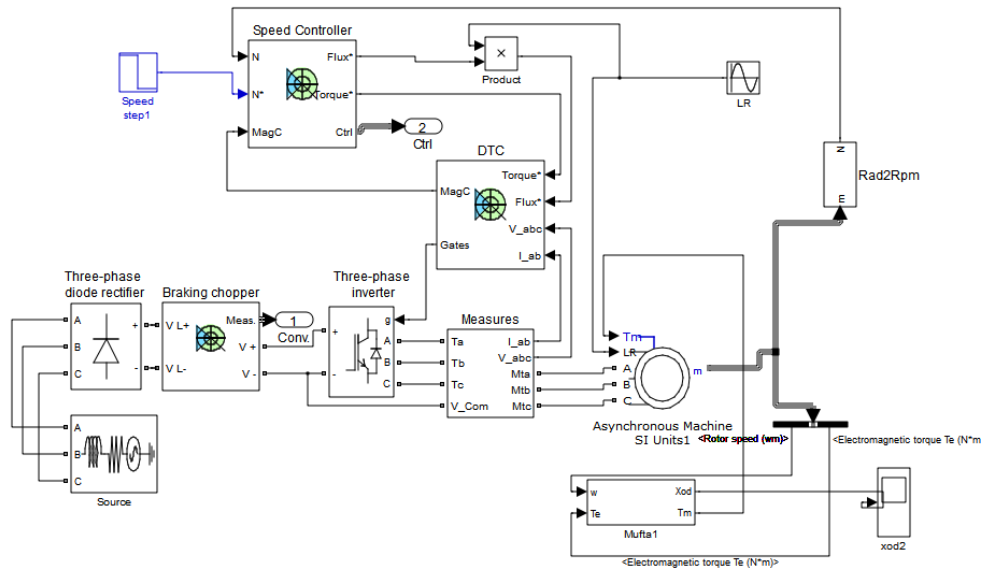 Speed Controller
N
Flux*
Speed
step1
N*
Torque*
MagC
Ctrl
2
Ctrl
×
Product
LR
N
Rad2Rpm
m
DTC
Torque*
MagC
Flux*
V_abc
Gates
I_ab
Three-phase
diode rectifier
A
B
C
+
-
Braking chopper
V L+
V L-
Meas.
V +
V -
1
Conv.
Three-phase
inverter
g
+
-
A
B
C
Measures
Ta
Tb
Tc
V_Com
I_ab
V_abc
Mta
Mtb
Mtc
Tm
LR
A
B
C
m
Asynchronous Machine
SI Units1
<Rotor speed (wm)>
<Electromagnetic torque Te (N*m
A
B
C
Source
w
Te
Xod
Tm
Mufta1
xod2
<Electromagnetic torque Te (N*m)>